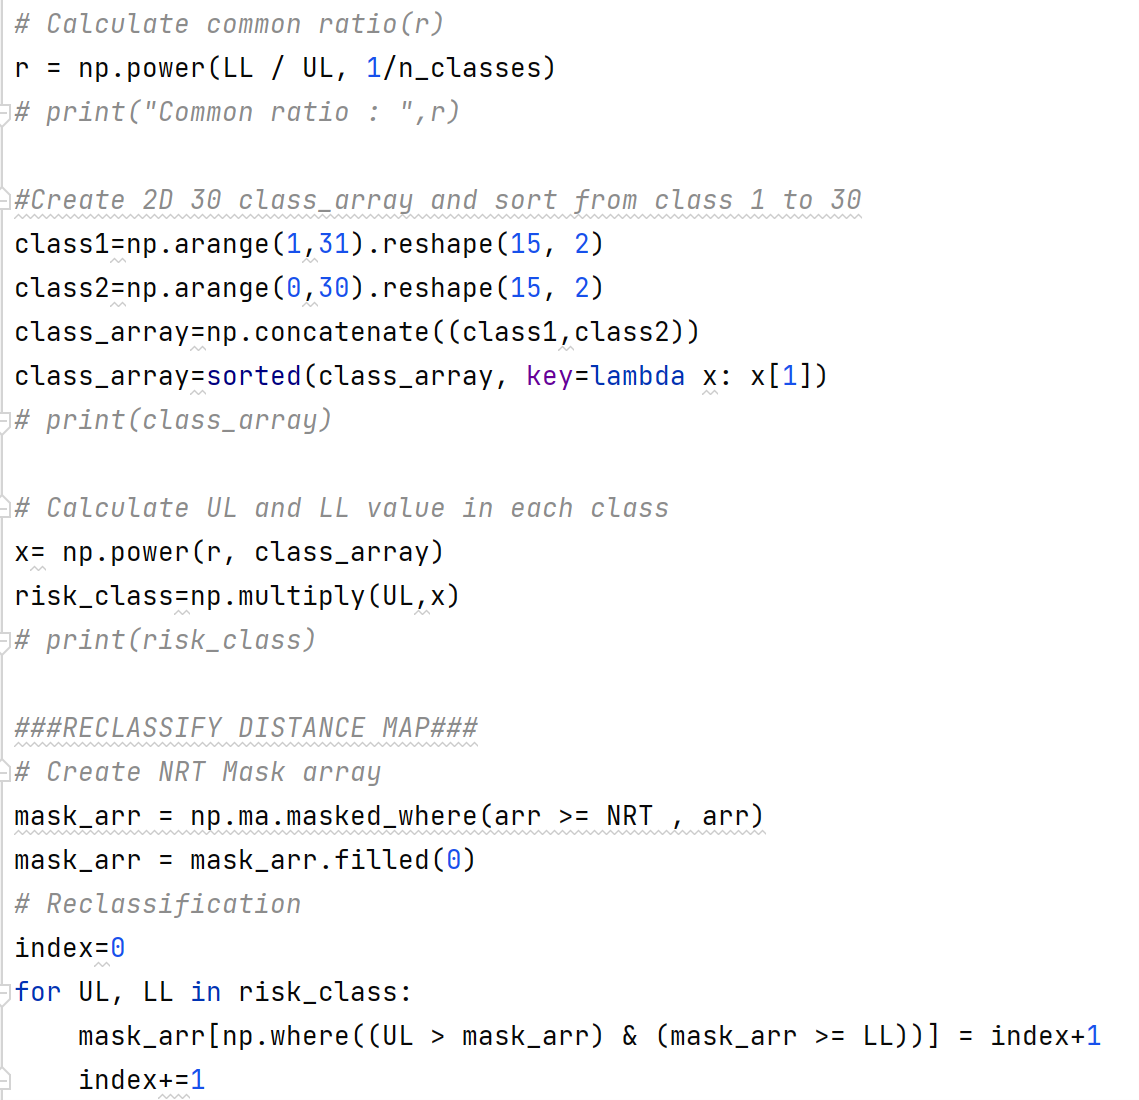 # Calculate common ratio(r)
r = np.power(LL / UL, 1/n_classes)
# print("Common ratio : ",r)
#Create 2D 30 class_array and sort from class 1 to 30
class1=np.arange(1,31).reshape(15, 2)
class2=np.arange(0,30).reshape(15, 2)
class_array=np.concatenate((class1,class2))
class_array=sorted(class_array, key=lambda x: x[1])
# print(class_array)
# Calculate UL and LL value in each class
x= np.power(r, class_array)
risk_class=np.multiply(UL,x)
# print(risk_class)
###RECLASSIFY DISTANCE MAP###
# Create NRT Mask array
mask_arr = np.ma.masked_where(arr >= NRT , arr)
mask_arr = mask_arr.filled(0)
# Reclassification
index=0
for UL, LL in risk_class:
    mask_arr[np.where((UL > mask_arr) & (mask_arr >= LL))] = index+1
    index+=1